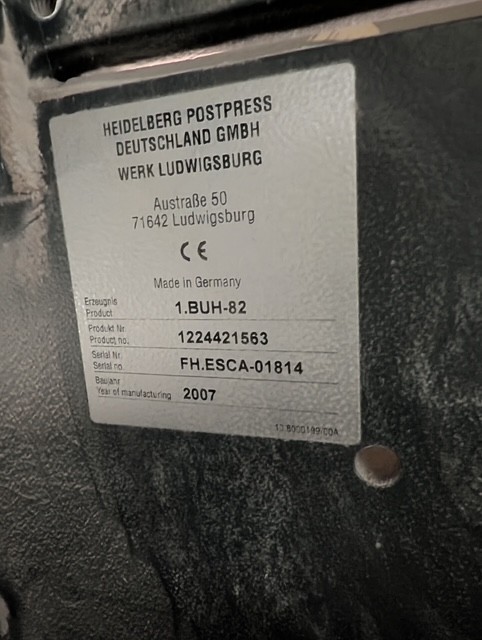 HEIDELBERG POSTPRESS
DEUTSCHLAND GMBH
WERK LUDWIGSBURG
Austraße 50
71642 Ludwigsburg
CE
Made in Germany
Erzeugnis
Product 1.BUH-82
Produkt Nr.
Product no. 1224421563
Serial Nr.
Serial no. FH.ESCA-01814
Baujahr
Year of manufacturing 2007